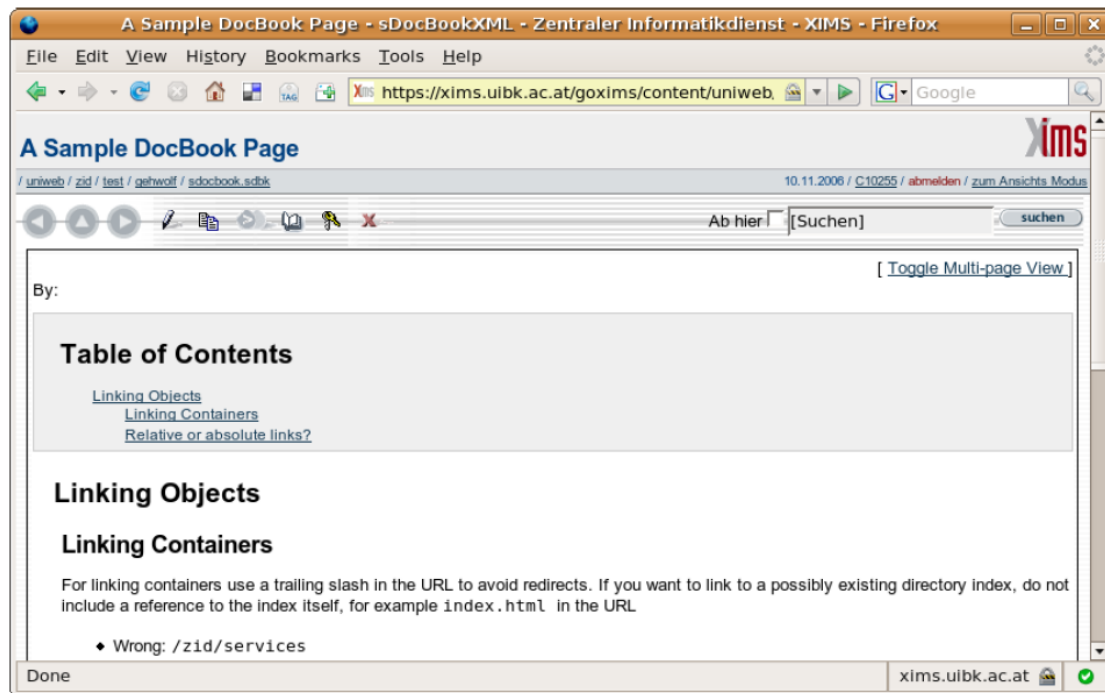 A Sample DocBook Page - sDocBookXML - Zentraler Informatikdienst - XIMS - Firefox
File Edit View History Bookmarks Tools Help
TAG Xims https://xims.uibk.ac.at/goxims/content/uniweb, G Google
A Sample DocBook Page
Xims
/ uniweb / zid / test / gehwolf / sdocbook.sdbk 10.11.2006 / C10255 / abmelden / zum Ansichts Modus
Ab hier [Suchen] suchen
[ Toggle Multi-page View ]
By:
Table of Contents
Linking Objects
Linking Containers
Relative or absolute links?
Linking Objects
Linking Containers
For linking containers use a trailing slash in the URL to avoid redirects. If you want to link to a possibly existing directory index, do not
include a reference to the index itself, for example index.html in the URL
◆ Wrong: /zid/services
Done xims.uibk.ac.at